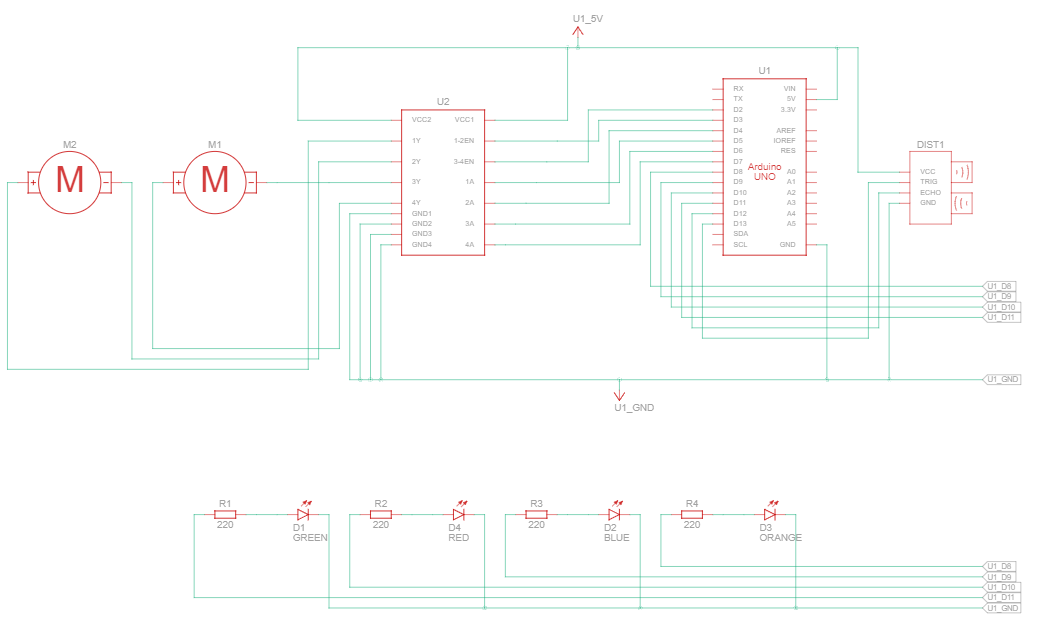 U1_5V
U1
RX
TX
D2
D3
D4
D5
D6
D7
D8
D9
D10
D11
D12
D13
SDA
SCL
VIN
5V
3.3V
AREF
IOREF
RES
A0
A1
A2
A3
A4
A5
GND
Arduino
UNO
U2
VCC2
1Y
2Y
3Y
4Y
GND1
GND2
GND3
GND4
VCC1
1-2EN
3-4EN
1A
2A
3A
4A
M2
+
M
-
M1
+
M
-
DIST1
VCC
TRIG
ECHO
GND
U1_D8
U1_D9
U1_D10
U1_D11
U1_GND
U1_GND
R1
220
D1
GREEN
R2
220
D4
RED
R3
220
D2
BLUE
R4
220
D3
ORANGE
U1_D8
U1_D9
U1_D10
U1_D11
U1_GND